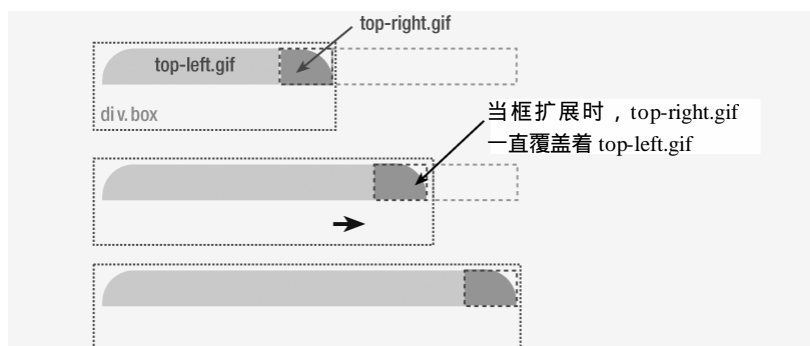 top-right.gif
top-left.gif
div.box
当框扩展时，top-right.gif
一直覆盖着 top-left.gif